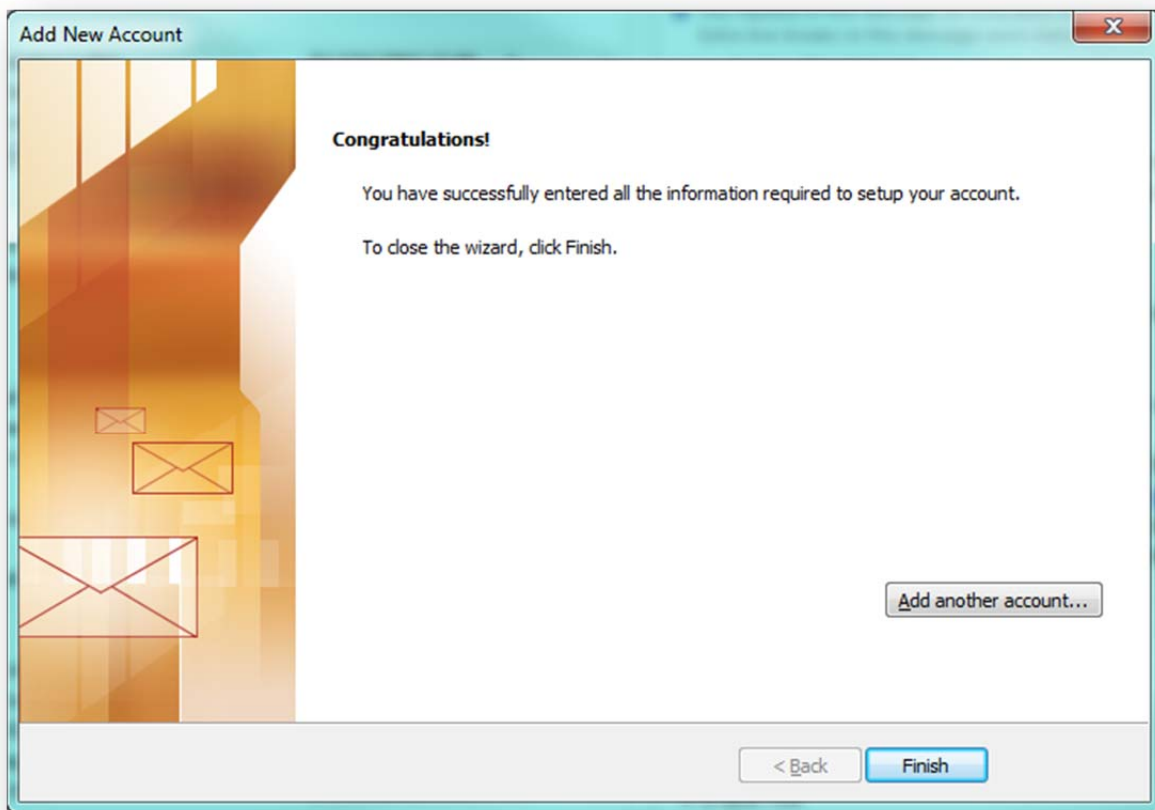 Add New Account
Congratulations!
You have successfully entered all the information required to setup your account.
To close the wizard, click Finish.
Add another account...
< Back
Finish